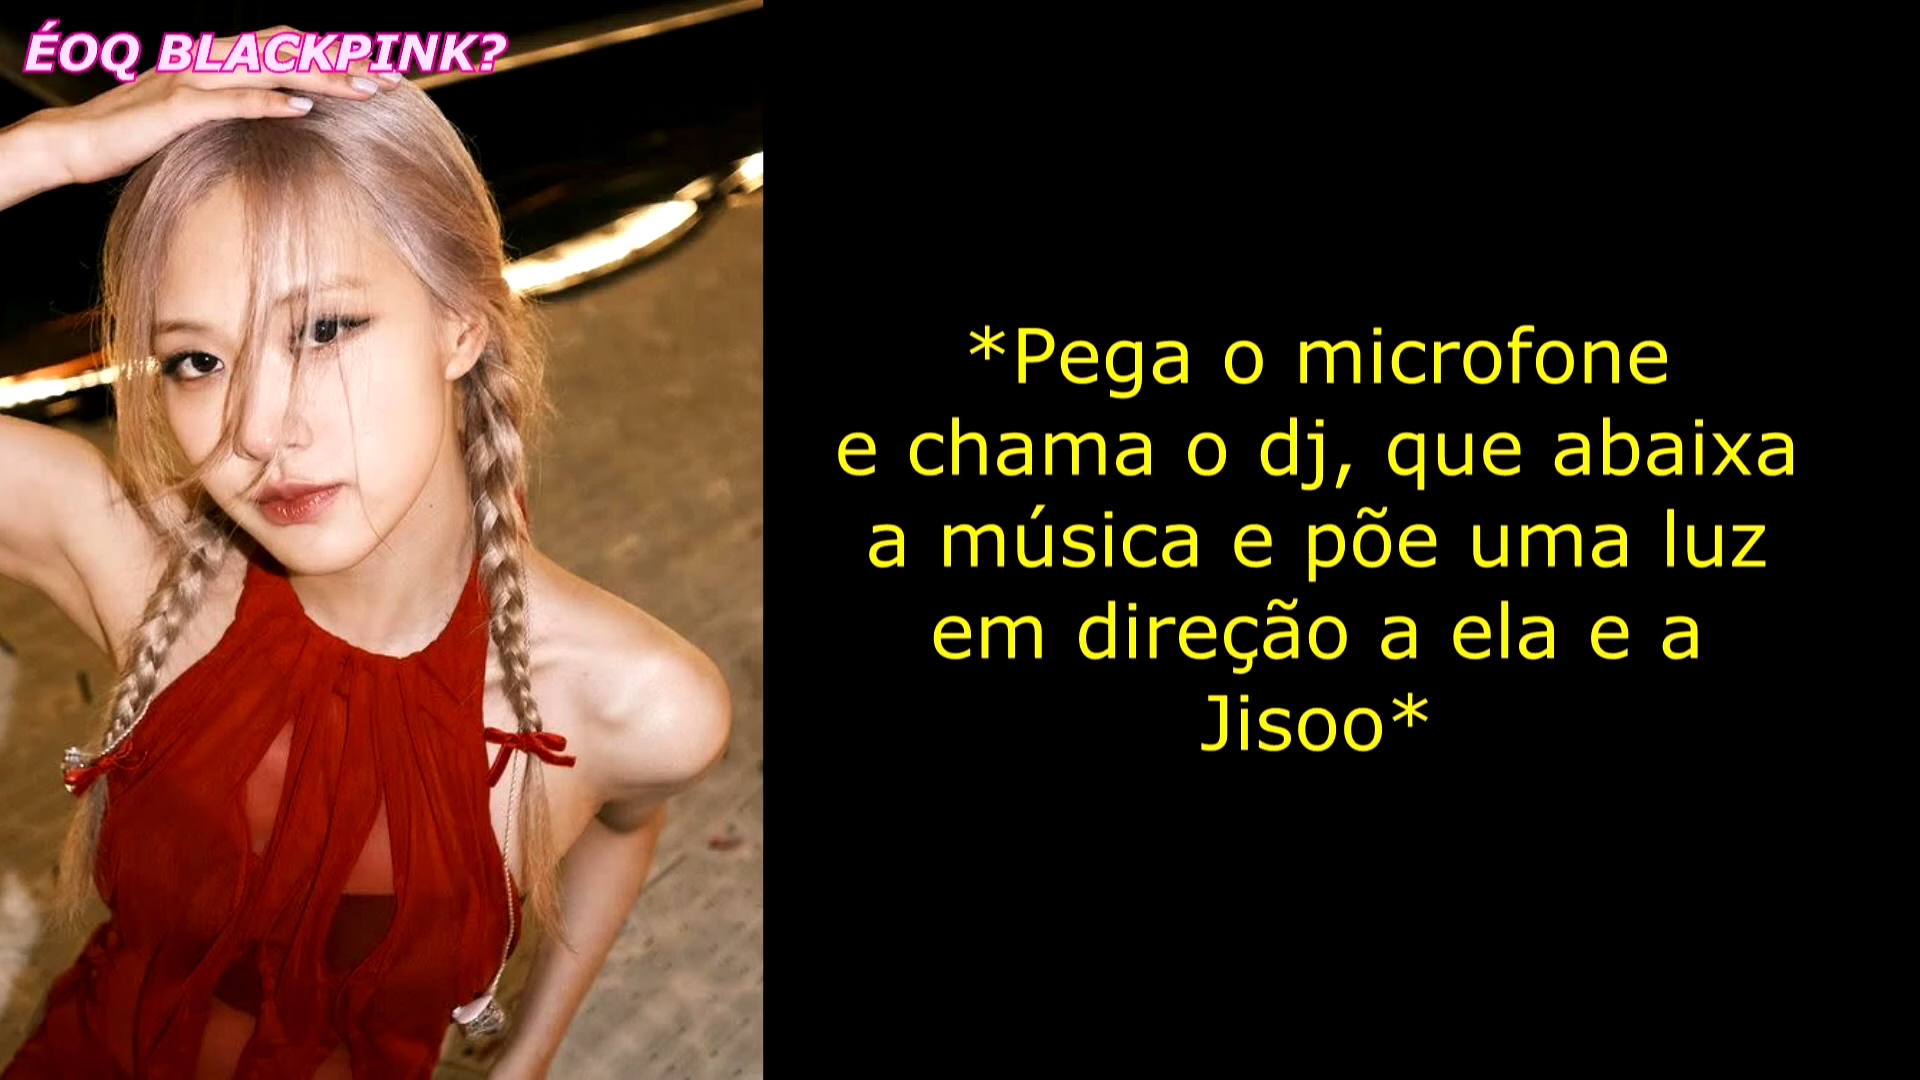 ÉOQ BLACKPINK?
*Pega o microfone
e chama o dj, que abaixa
a música e põe uma luz
em direção a ela e a
Jisoo*